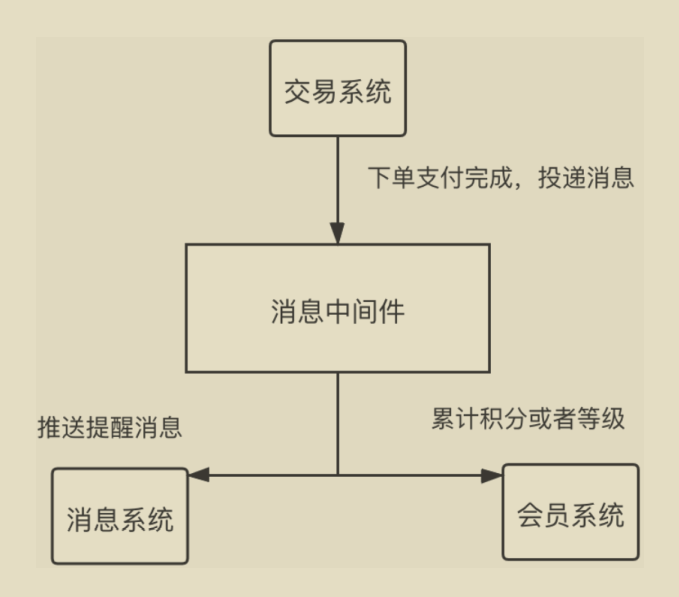 交易系统
下单支付完成，投递消息
消息中间件
推送提醒消息
累计积分或者等级
消息系统
会员系统